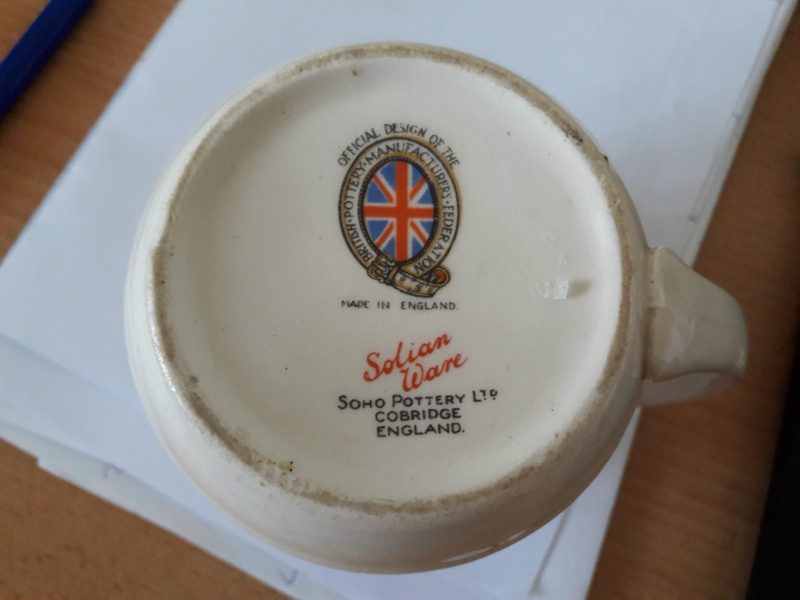 OFFICIAL DESIGN OF THE
BRITISH · POTTERY · MANUFACTURERS · FEDERATION
MADE IN ENGLAND.
Solian
Ware
SOHO POTTERY LTD
COBRIDGE
ENGLAND.